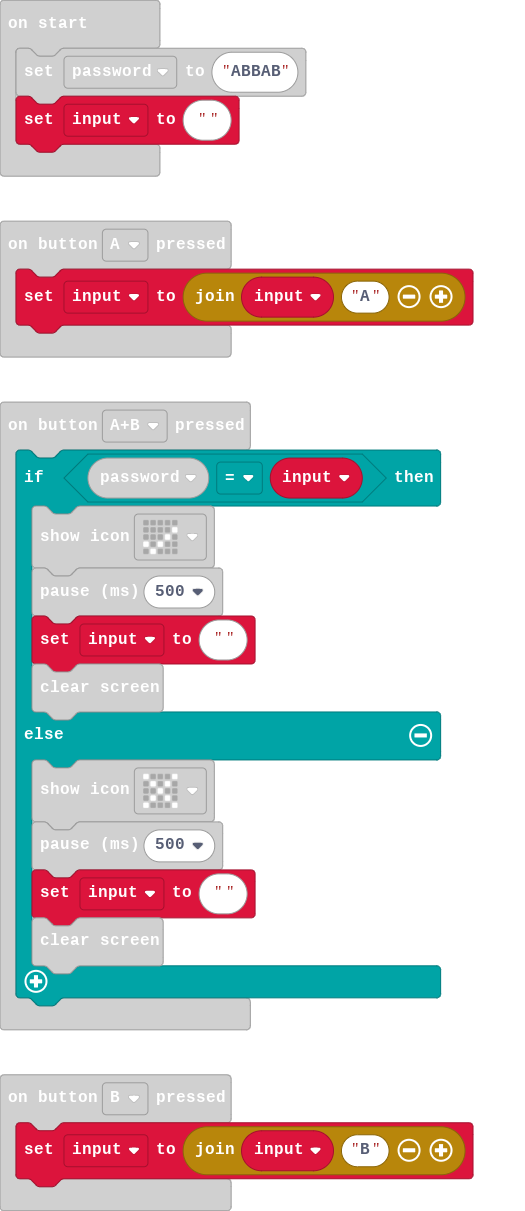 on start
set password to "ABBAB"
set input to ""
on button A pressed
set input to join input "A"
on button A+B pressed
if password = input then
show icon
pause (ms) 500
set input to ""
clear screen
else
show icon
pause (ms) 500
set input to ""
clear screen
on button B pressed
set input to join input "B"